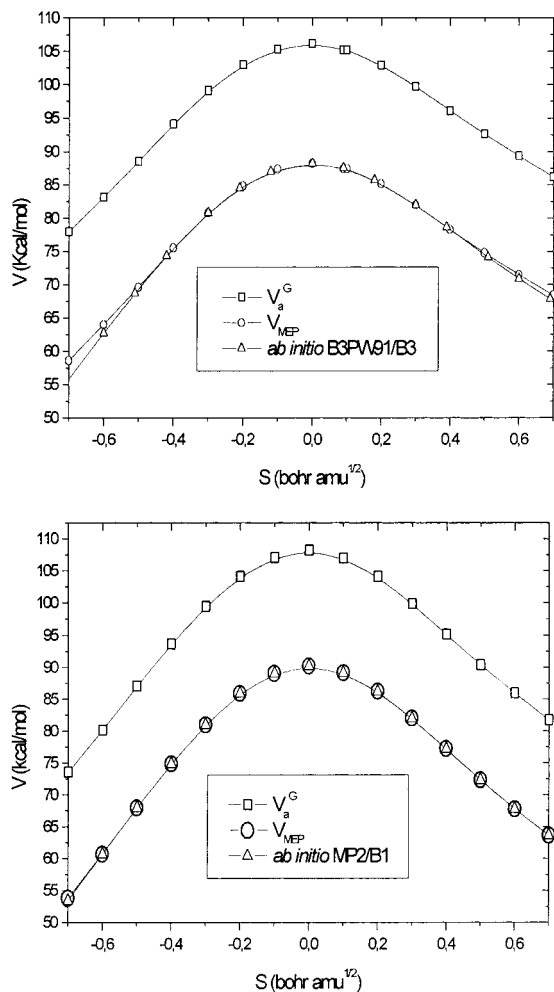 110
105
100
95
90
85
80
75
70
65
60
55
50
V (Kcal/mol)
V_a^G
V_MEP
ab initio B3PW91/B3
-0,6 -0,4 -0,2 0,0 0,2 0,4 0,6
S (bohr amu^1/2)
110
105
100
95
90
85
80
75
70
65
60
55
50
V (kcal/mol)
V_a^G
V_MEP
ab initio MP2/B1
-0,6 -0,4 -0,2 0,0 0,2 0,4 0,6
S (bohr amu^1/2)